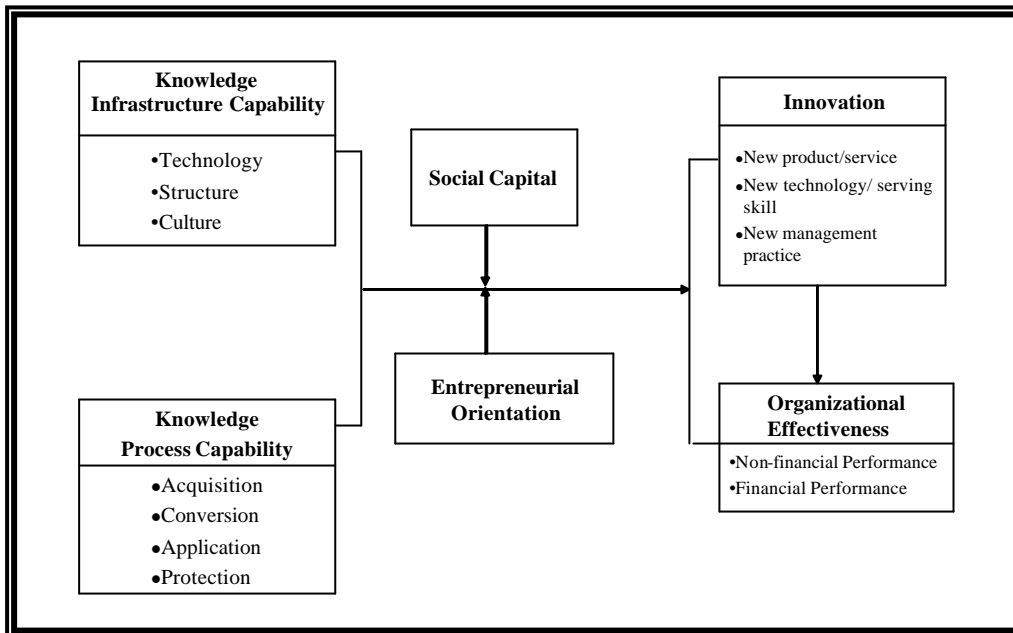 Knowledge
Infrastructure Capability
•Technology
•Structure
•Culture
Social Capital
Innovation
•New product/service
•New technology/ serving
skill
•New management
practice
Entrepreneurial
Orientation
Knowledge
Process Capability
•Acquisition
•Conversion
•Application
•Protection
Organizational
Effectiveness
•Non-financial Performance
•Financial Performance